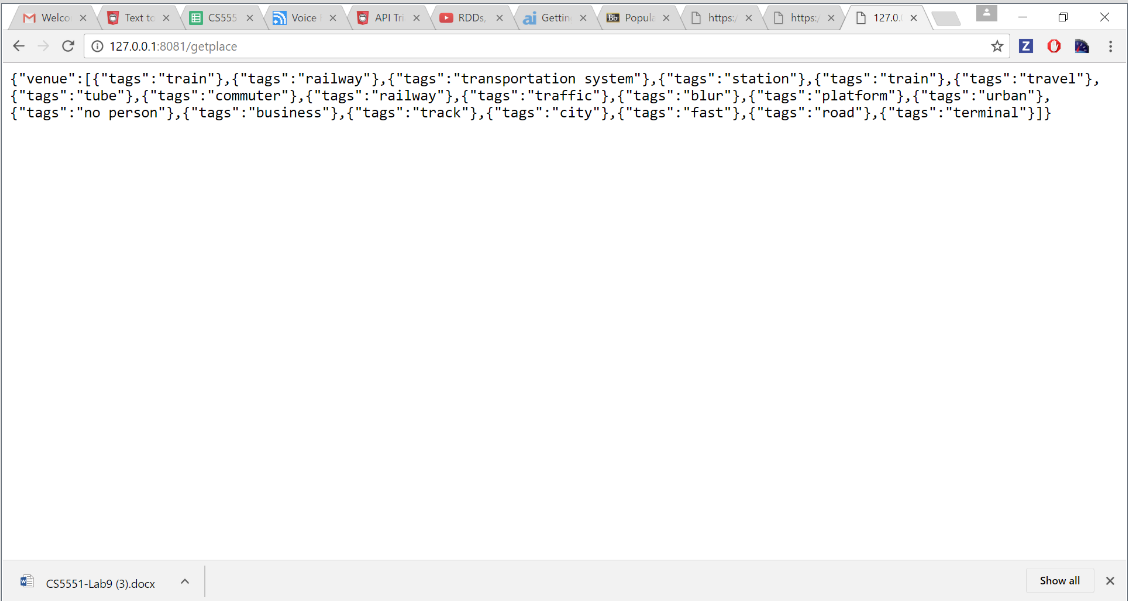 Welco
Text to
CS555
Voice
API Tri
RDDs,
Gettin
Popula
https:/
https:/
127.0.
127.0.0.1:8081/getplace
{"venue":[{"tags":"train"},{"tags":"railway"},{"tags":"transportation system"},{"tags":"station"},{"tags":"train"},{"tags":"travel"},
{"tags":"tube"},{"tags":"commuter"},{"tags":"railway"},{"tags":"traffic"},{"tags":"blur"},{"tags":"platform"},{"tags":"urban"},
{"tags":"no person"},{"tags":"business"},{"tags":"track"},{"tags":"city"},{"tags":"fast"},{"tags":"road"},{"tags":"terminal"}]}
CS5551-Lab9 (3).docx
Show all